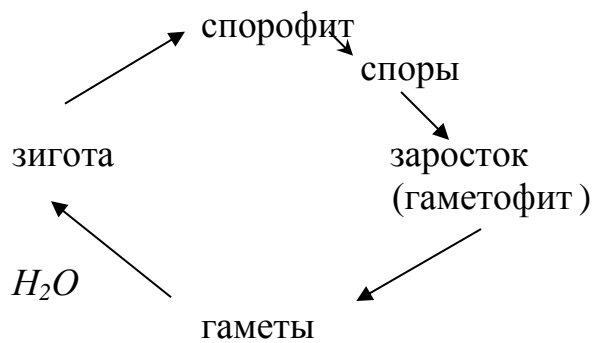 спорофит
споры
зигота
заросток
(гаметофит )
H₂O
гаметы